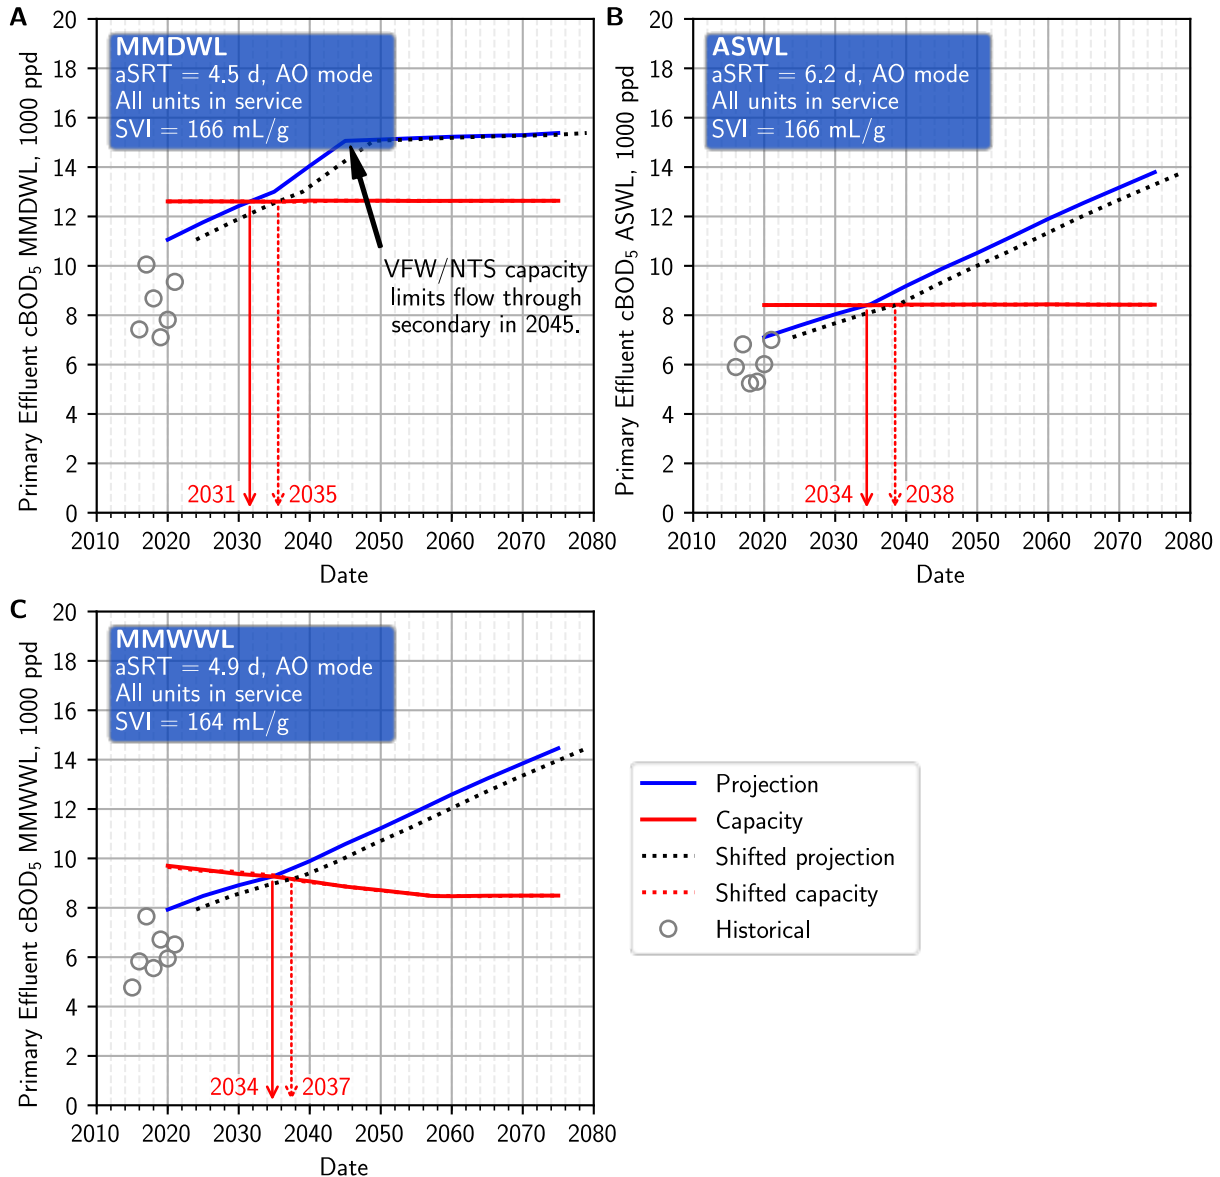 A
MMDWL
aSRT = 4.5 d, AO mode
All units in service
SVI = 166 mL/g
Primary Effluent cBOD₅ MMDWL, 1000 ppd
20
18
16
14
12
10
8
6
4
2
0
VFW/NTS capacity
limits flow through
secondary in 2045.
2031
2035
2010 2020 2030 2040 2050 2060 2070 2080
Date
B
ASWL
aSRT = 6.2 d, AO mode
All units in service
SVI = 166 mL/g
Primary Effluent cBOD₅ ASWL, 1000 ppd
20
18
16
14
12
10
8
6
4
2
0
2034
2038
2010 2020 2030 2040 2050 2060 2070 2080
Date
C
MMWWL
aSRT = 4.9 d, AO mode
All units in service
SVI = 164 mL/g
Primary Effluent cBOD₅ MMWWL, 1000 ppd
20
18
16
14
12
10
8
6
4
2
0
2034
2037
2010 2020 2030 2040 2050 2060 2070 2080
Date
Projection
Capacity
Shifted projection
Shifted capacity
Historical